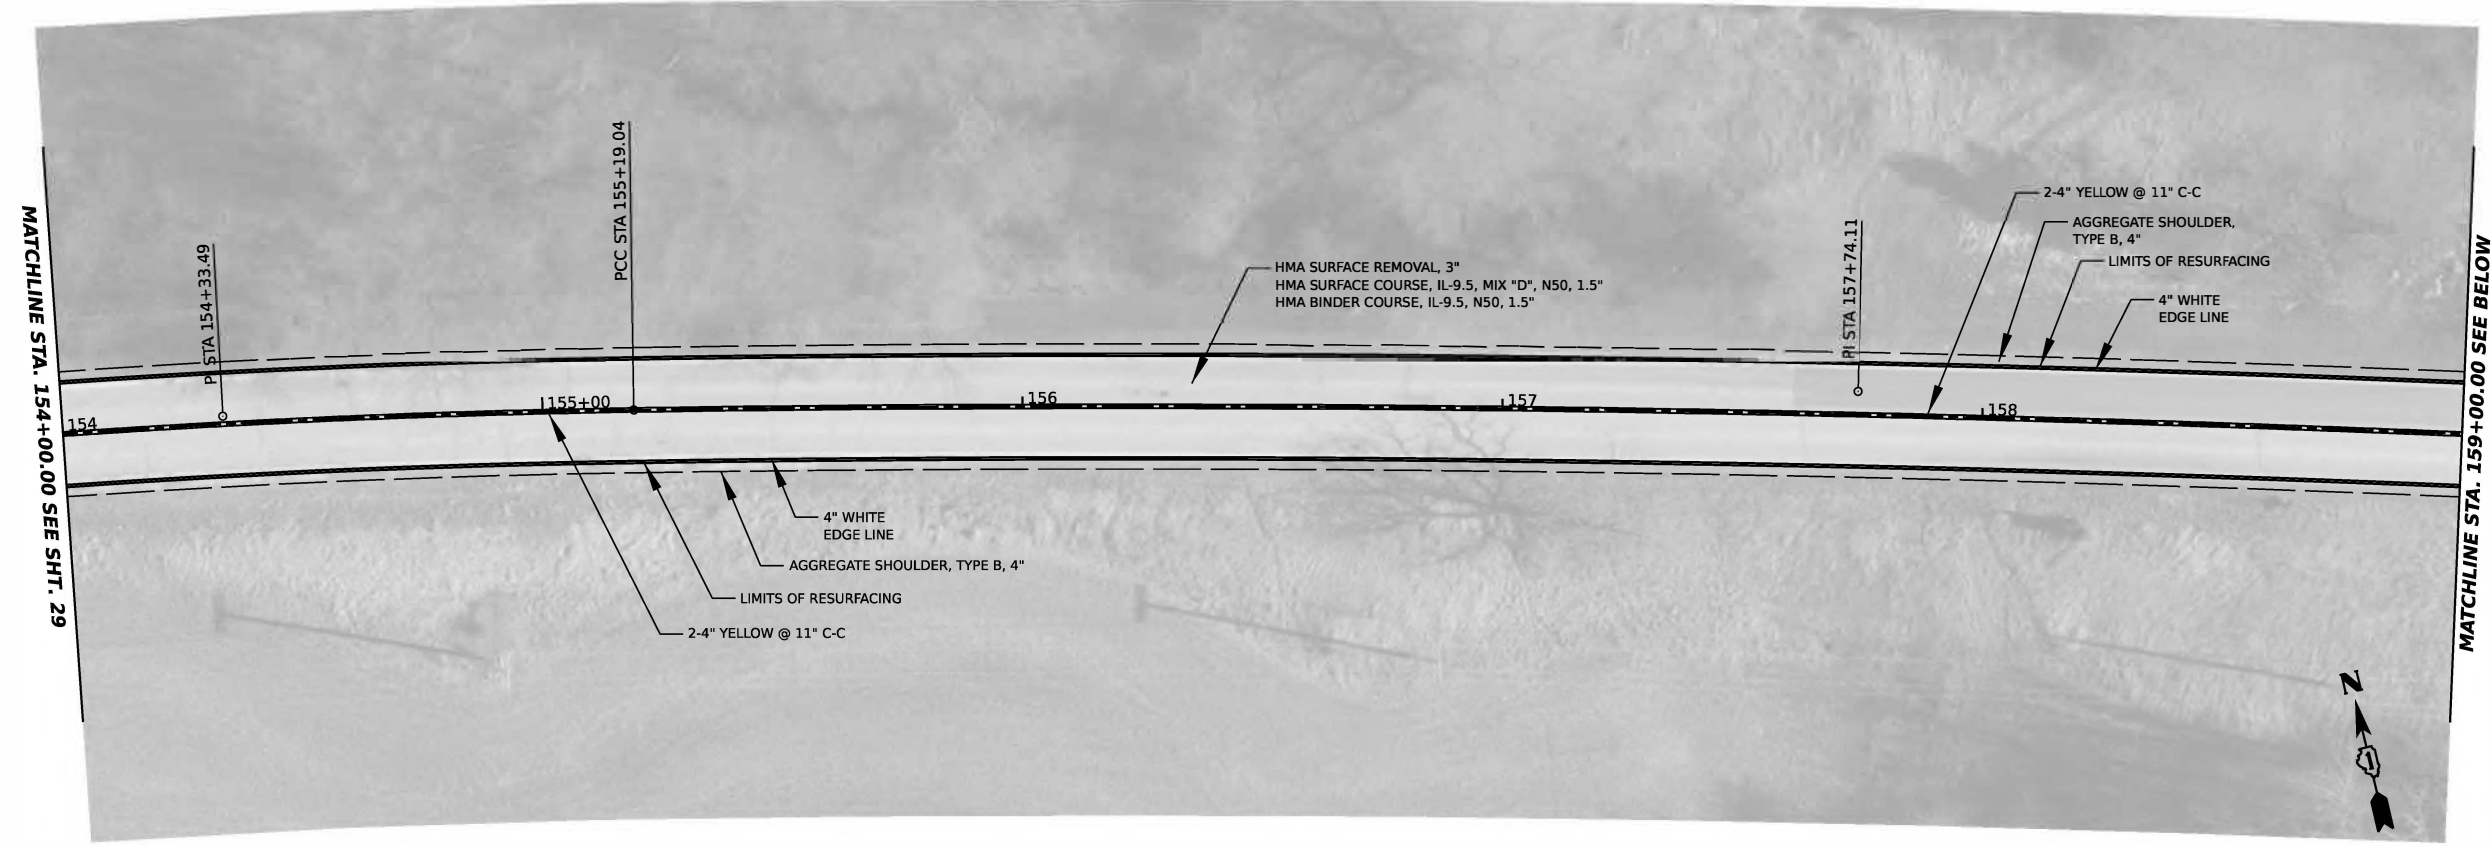 MATCHLINE STA. 154+00.00 SEE SHT. 29
PI STA 154+33.49
PCC STA 155+19.04
HMA SURFACE REMOVAL, 3"
HMA SURFACE COURSE, IL-9.5, MIX "D", N50, 1.5"
HMA BINDER COURSE, IL-9.5, N50, 1.5"
PI STA 157+74.11
2-4" YELLOW @ 11" C-C
AGGREGATE SHOULDER,
TYPE B, 4"
LIMITS OF RESURFACING
4" WHITE
EDGE LINE
MATCHLINE STA. 159+00.00 SEE BELOW
154
155+00
156
157
158
4" WHITE
EDGE LINE
AGGREGATE SHOULDER, TYPE B, 4"
LIMITS OF RESURFACING
2-4" YELLOW @ 11" C-C
N
1